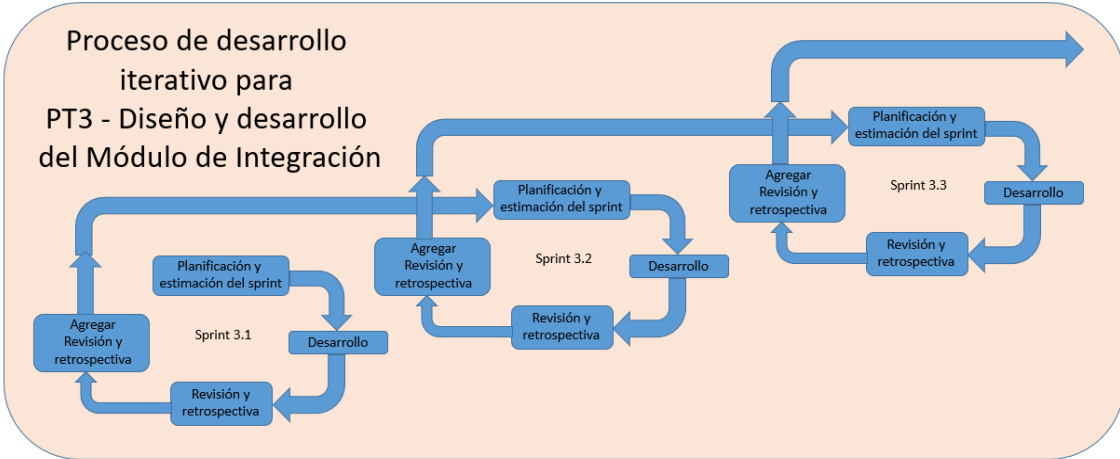 Proceso de desarrollo
iterativo para
PT3 - Diseño y desarrollo
del Módulo de Integración
Planificación y
estimación del sprint
Sprint 3.1
Desarrollo
Revisión y
retrospectiva
Agregar
Revisión y
retrospectiva
Planificación y
estimación del sprint
Sprint 3.2
Desarrollo
Revisión y
retrospectiva
Agregar
Revisión y
retrospectiva
Planificación y
estimación del sprint
Sprint 3.3
Desarrollo
Revisión y
retrospectiva
Agregar
Revisión y
retrospectiva